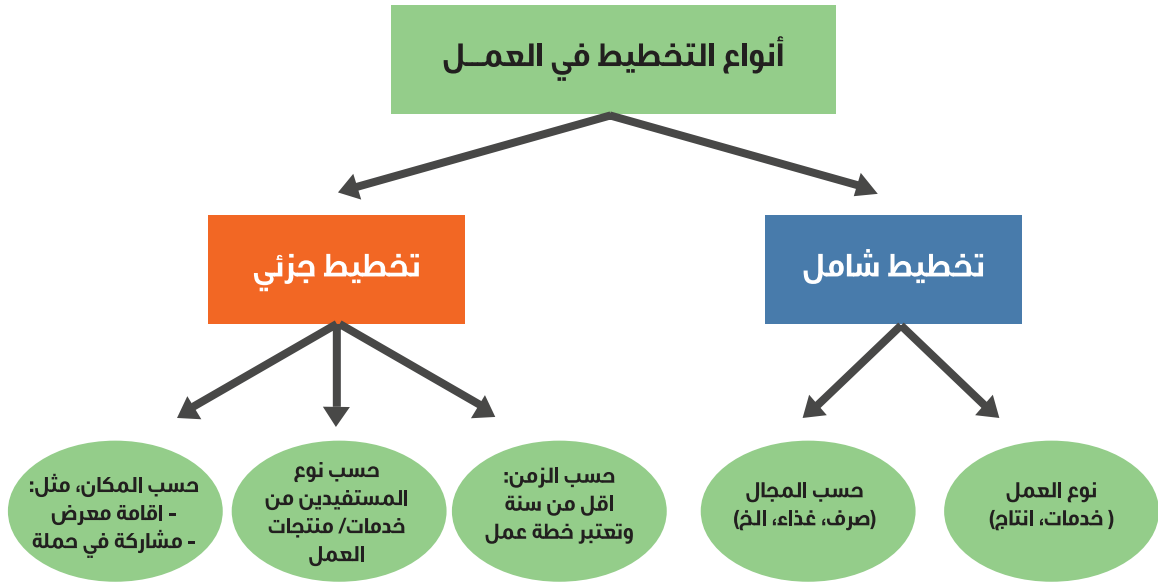 أنواع التخطيط في العمــل
تخطيط شامل
تخطيط جزئي
نوع العمل
( خدمات، انتاج)
حسب المجال
(صرف، غذاء، الخ)
حسب الزمن:
اقل من سنة
وتعتبر خطة عمل
حسب نوع
المستفيدين من
خدمات/ منتجات
العمل
حسب المكان، مثل:
- اقامة معرض
- مشاركة في حملة